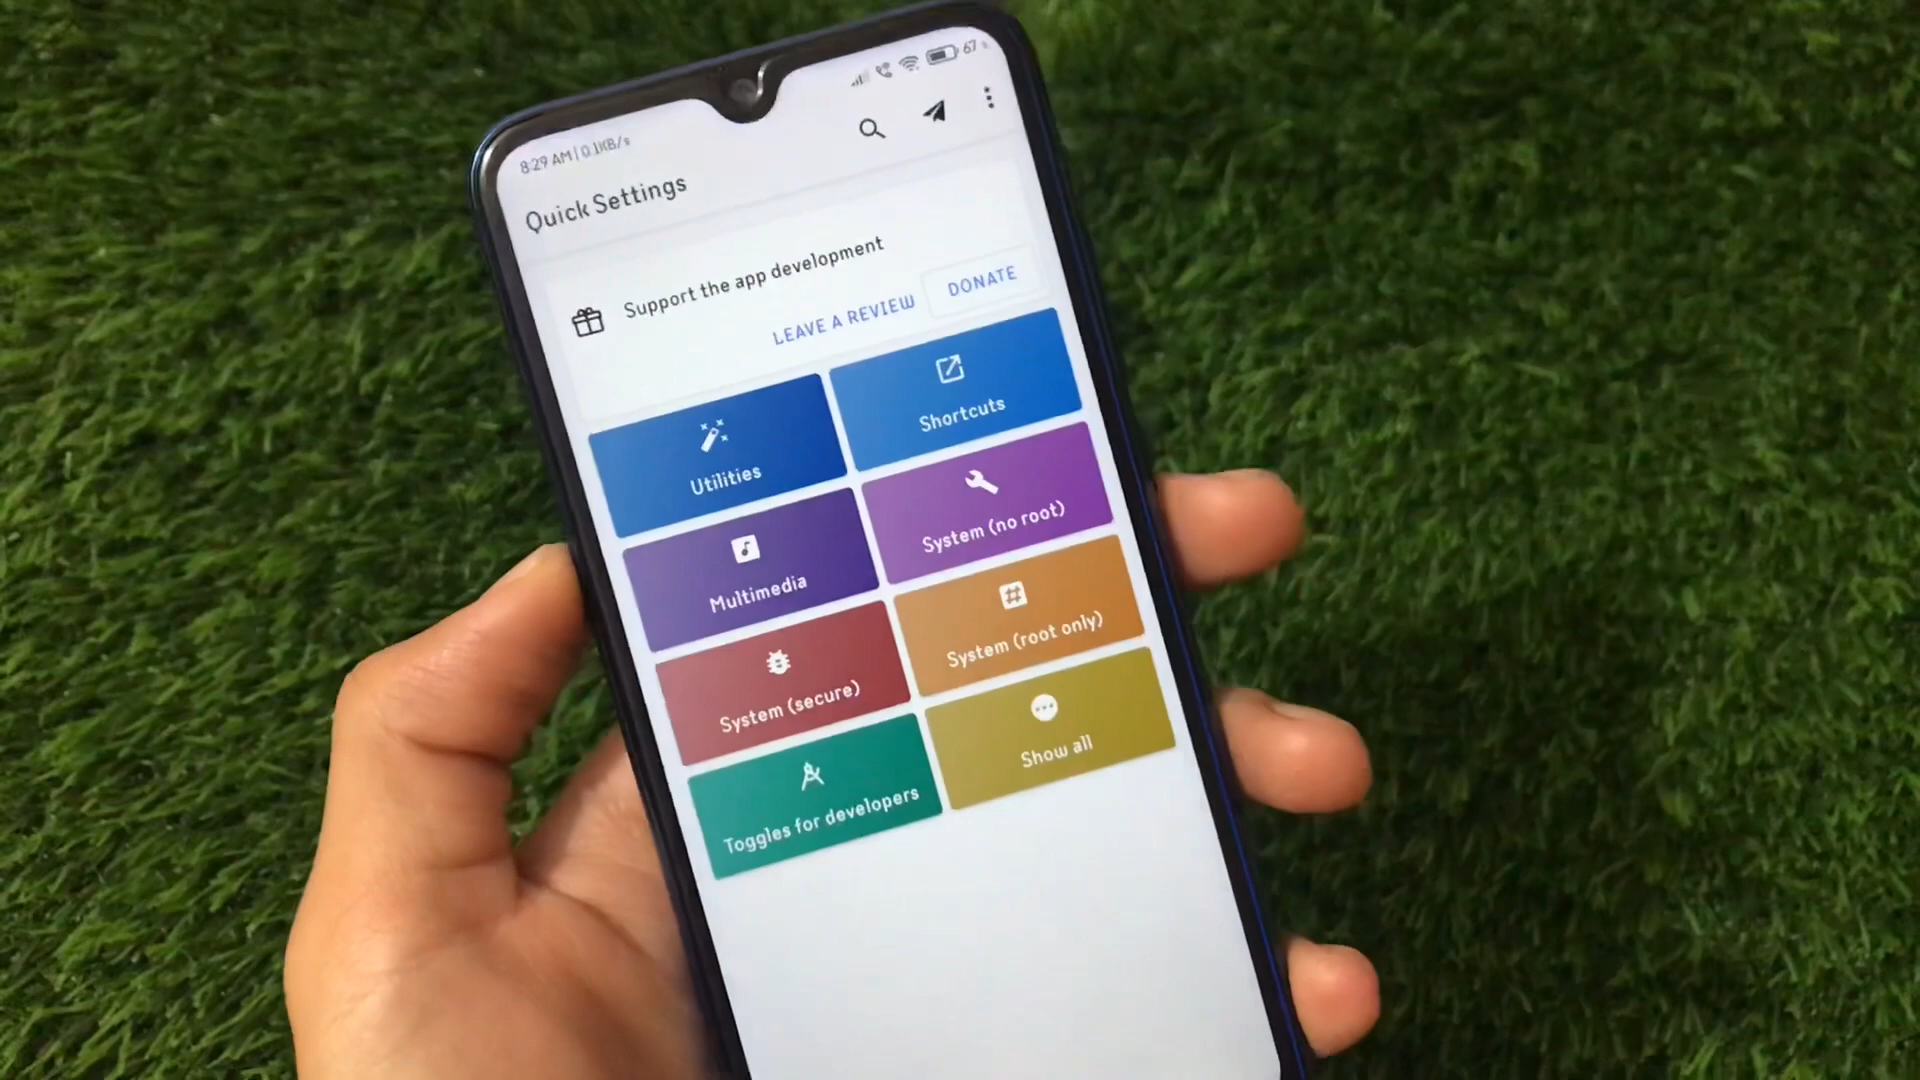 8:29 AM | 0.1KB/s
67
Quick Settings
Support the app development
LEAVE A REVIEW
DONATE
Utilities
Shortcuts
Multimedia
System (no root)
System (secure)
System (root only)
Toggles for developers
Show all